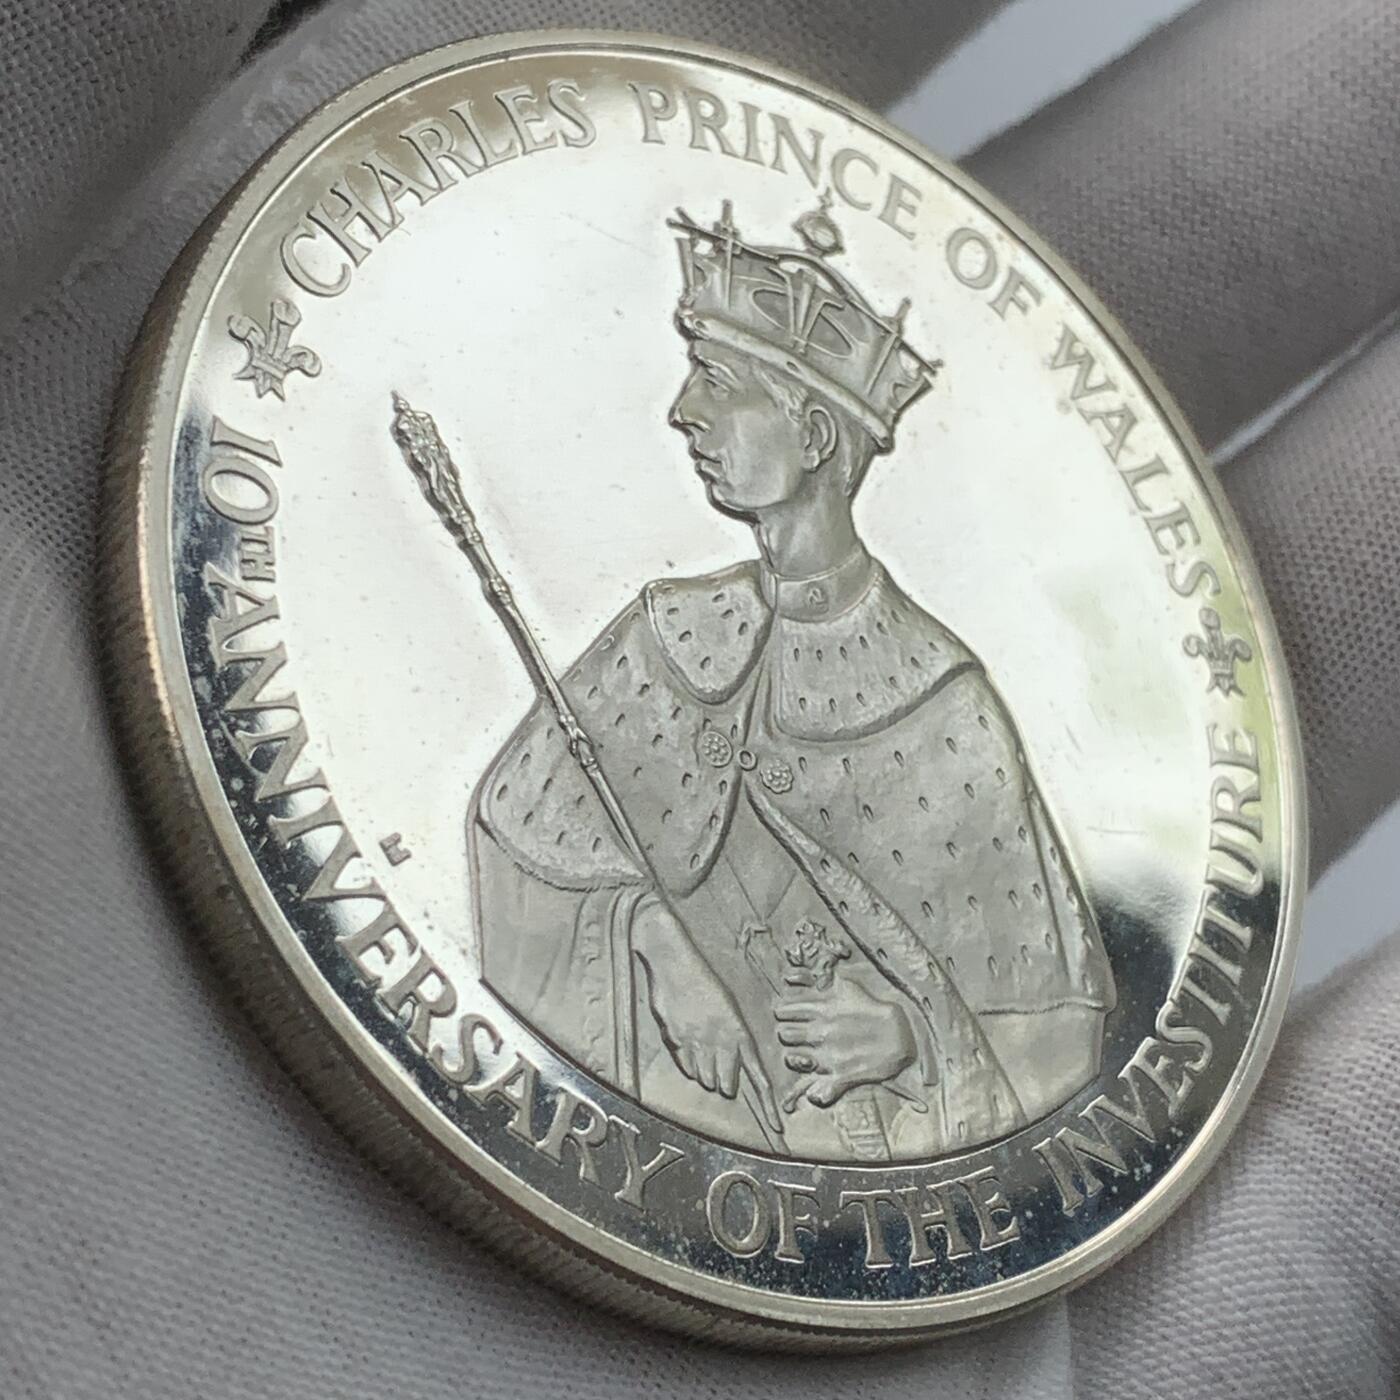 CHARLES PRINCE OF WALES
10TH ANNIVERSARY OF THE INVESTITURE